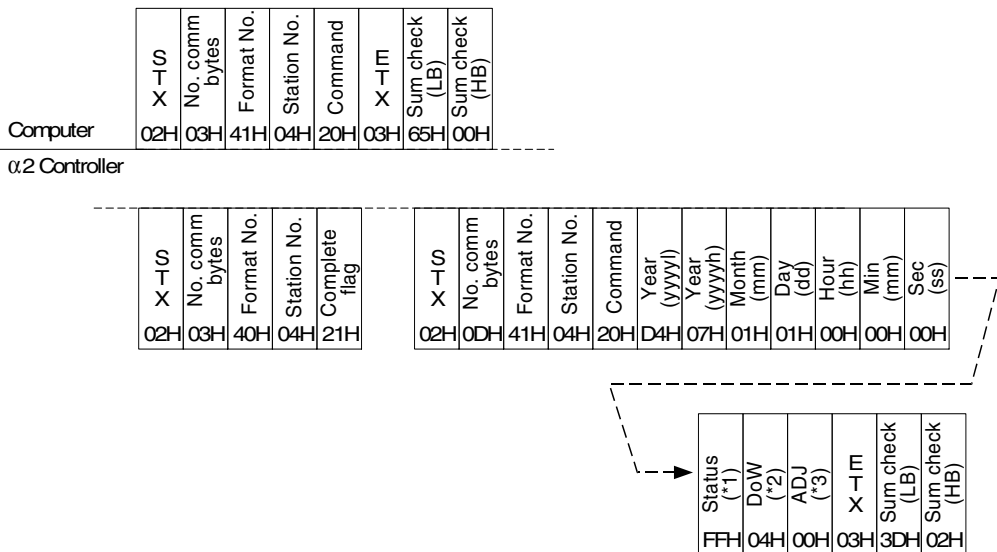 STX
No. comm bytes
Format No.
Station No.
Command
ETX
Sum check (LB)
Sum check (HB)
Computer
02H 03H 41H 04H 20H 03H 65H 00H
α2 Controller
STX
No. comm bytes
Format No.
Station No.
Complete flag
02H 03H 40H 04H 21H
STX
No. comm bytes
Format No.
Station No.
Command
Year (yyyyl)
Year (yyyyh)
Month (mm)
Day (dd)
Hour (hh)
Min (mm)
Sec (ss)
02H 0DH 41H 04H 20H D4H 07H 01H 01H 00H 00H 00H
Status (*1)
DoW (*2)
ADJ (*3)
ETX
Sum check (LB)
Sum check (HB)
FFH 04H 00H 03H 3DH 02H